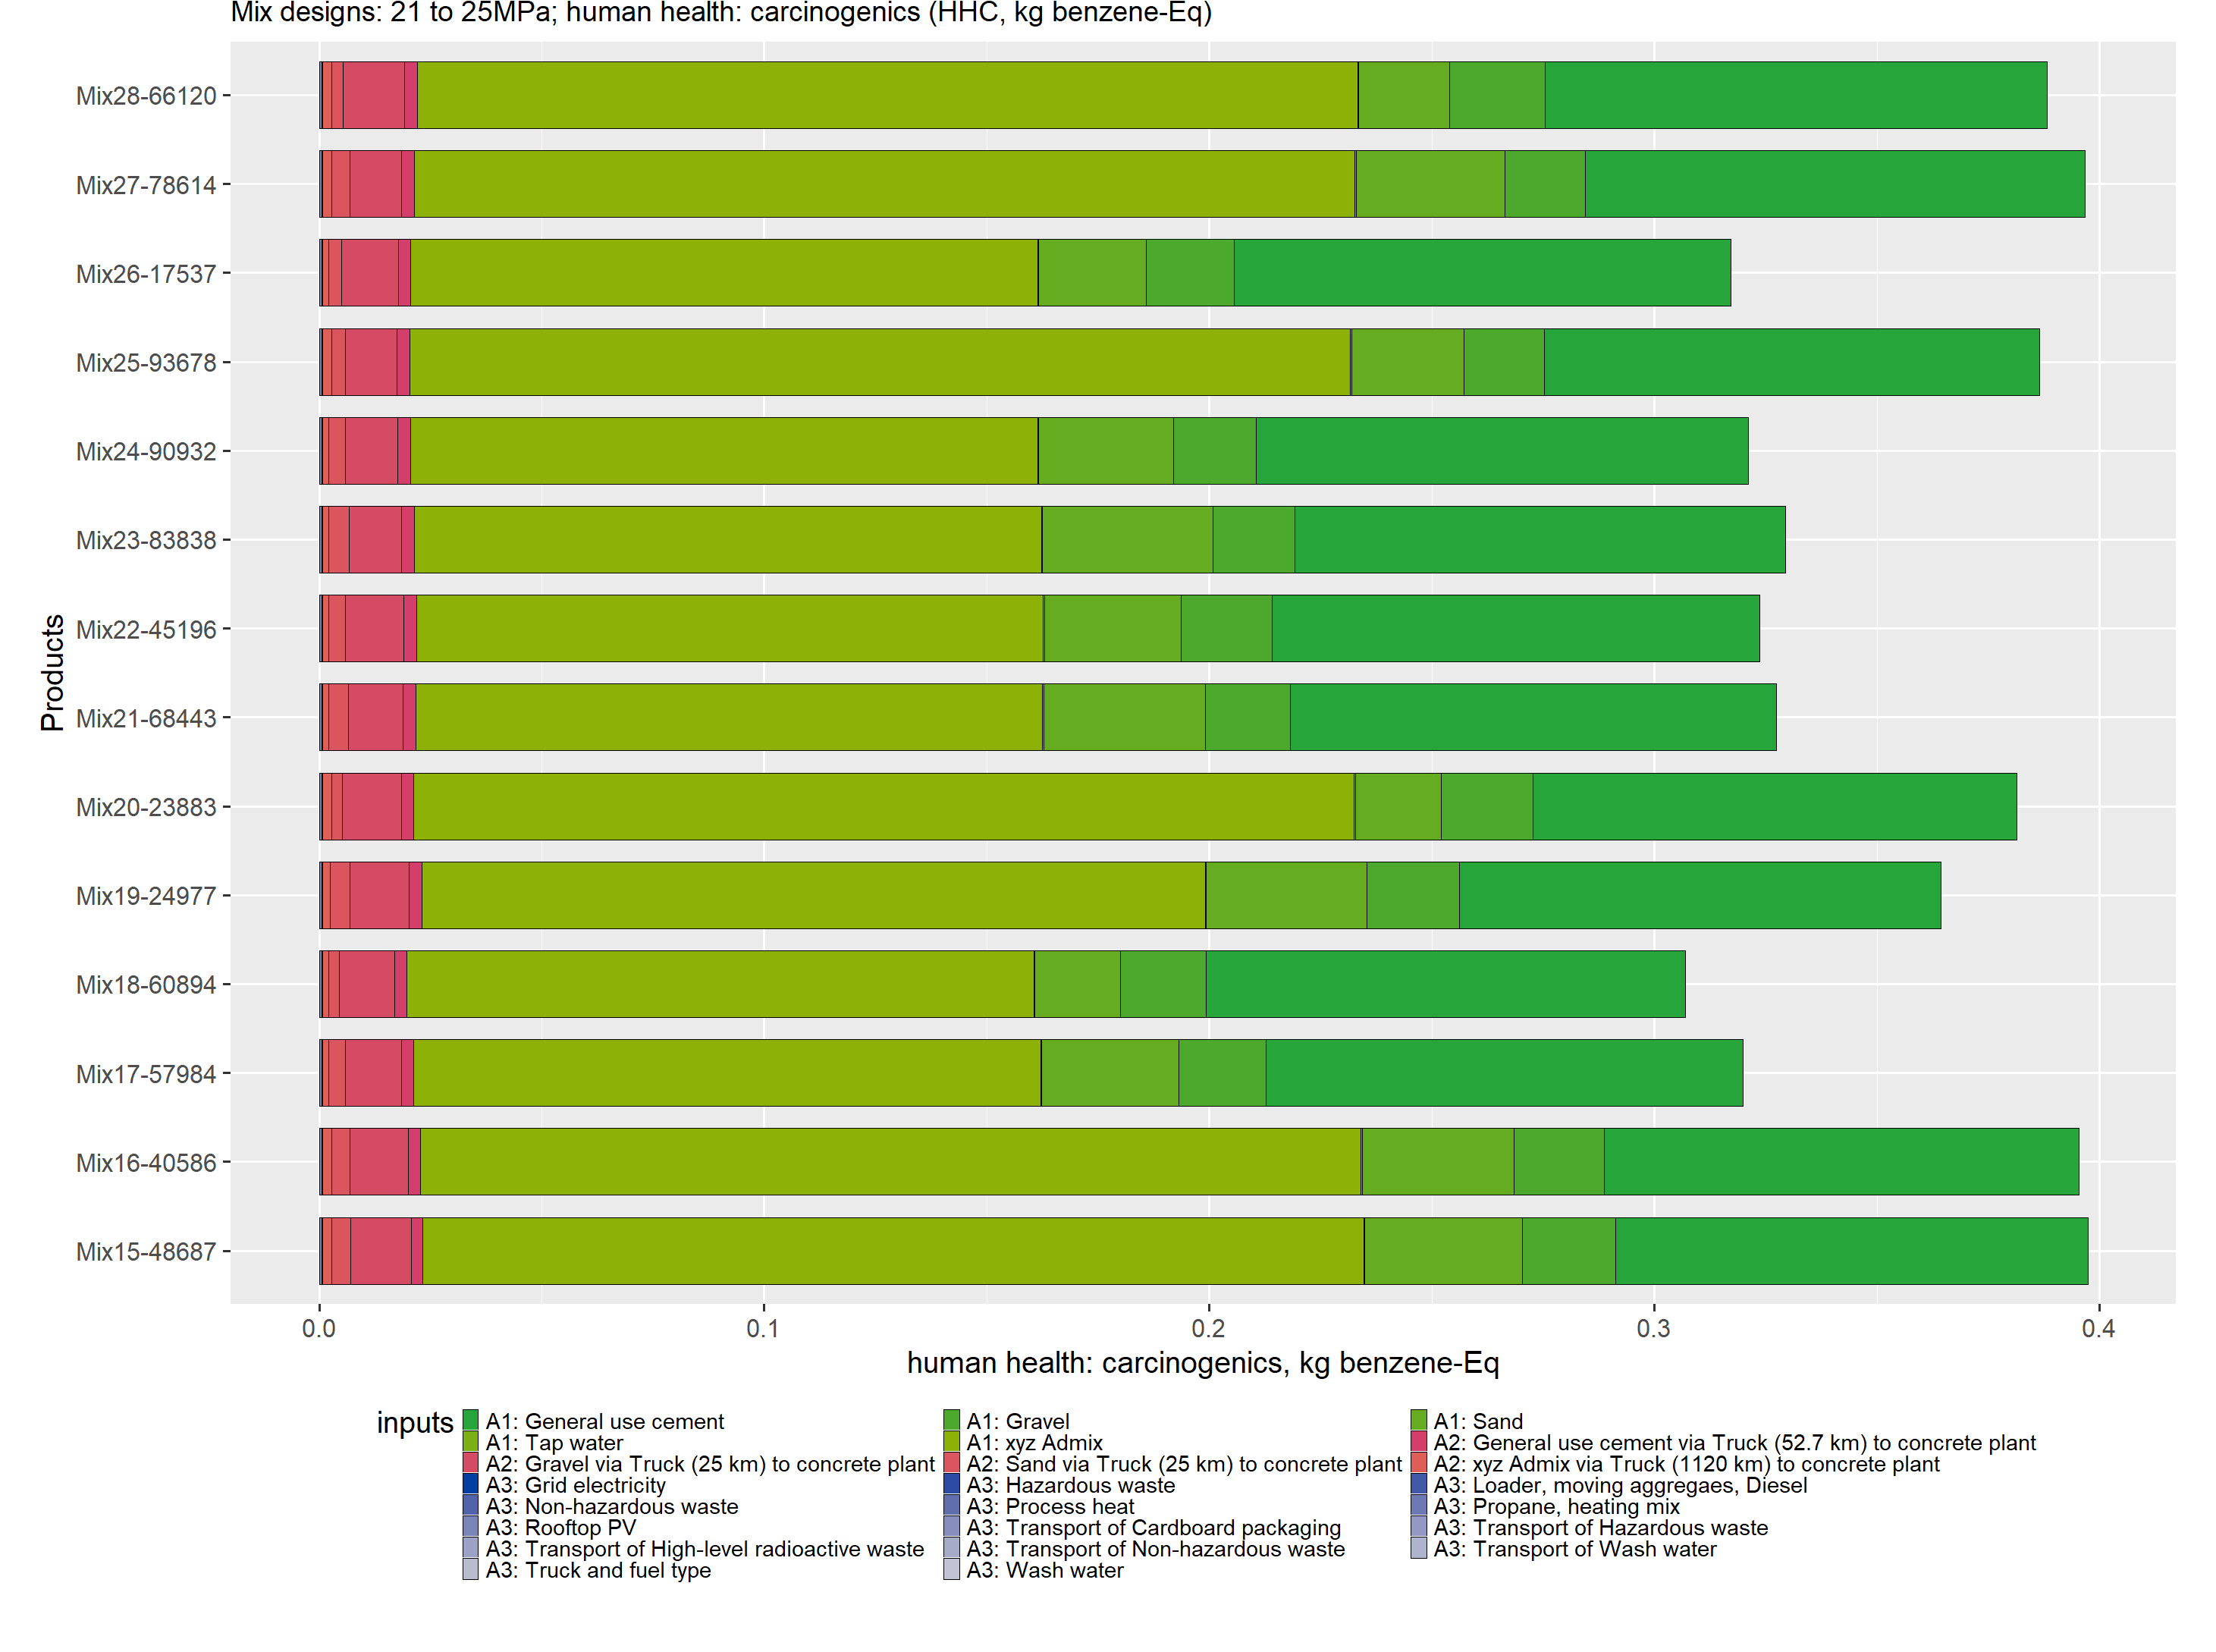 Mix designs: 21 to 25MPa; human health: carcinogenics (HHC, kg benzene-Eq)
Mix28-66120
Mix27-78614
Mix26-17537
Mix25-93678
Mix24-90932
Mix23-83838
Mix22-45196
Mix21-68443
Mix20-23883
Mix19-24977
Mix18-60894
Mix17-57984
Mix16-40586
Mix15-48687
Products
0.0 0.1 0.2 0.3 0.4
human health: carcinogenics, kg benzene-Eq
inputs
A1: General use cement A1: Gravel A1: Sand
A1: Tap water A1: xyz Admix A2: General use cement via Truck (52.7 km) to concrete plant
A2: Gravel via Truck (25 km) to concrete plant A2: Sand via Truck (25 km) to concrete plant A2: xyz Admix via Truck (1120 km) to concrete plant
A3: Grid electricity A3: Hazardous waste A3: Loader, moving aggregaes, Diesel
A3: Non-hazardous waste A3: Process heat A3: Propane, heating mix
A3: Rooftop PV A3: Transport of Cardboard packaging A3: Transport of Hazardous waste
A3: Transport of High-level radioactive waste A3: Transport of Non-hazardous waste A3: Transport of Wash water
A3: Truck and fuel type A3: Wash water